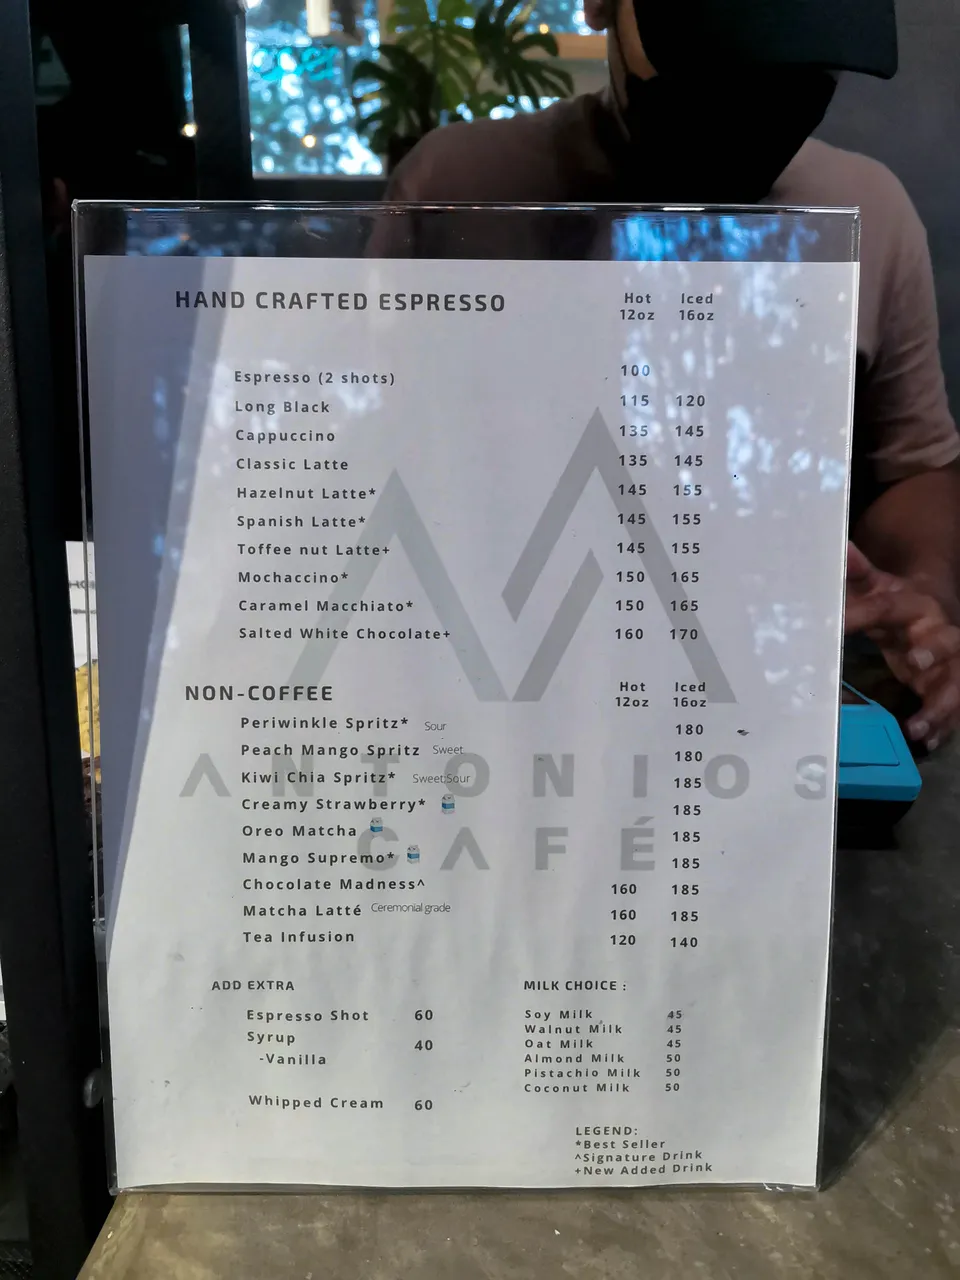 HAND CRAFTED ESPRESSO Hot Iced
12oz 16oz
Espresso (2 shots) 100
Long Black 115 120
Cappuccino 135 145
Classic Latte 135 145
Hazelnut Latte* 145 155
Spanish Latte* 145 155
Toffee nut Latte+ 145 155
Mochaccino* 150 165
Caramel Macchiato* 150 165
Salted White Chocolate+ 160 170
NON-COFFEE Hot Iced
12oz 16oz
Periwinkle Spritz* Sour 180
Peach Mango Spritz Sweet 180
Kiwi Chia Spritz* Sweet:Sour 185
Creamy Strawberry* 185
Oreo Matcha 185
Mango Supremo* 185
Chocolate Madness^ 160 185
Matcha Latté Ceremonial grade 160 185
Tea Infusion 120 140
ANTONIOS
CAFÉ
ADD EXTRA
Espresso Shot 60
Syrup 40
-Vanilla
Whipped Cream 60
MILK CHOICE :
Soy Milk 45
Walnut Milk 45
Oat Milk 45
Almond Milk 50
Pistachio Milk 50
Coconut Milk 50
LEGEND:
*Best Seller
^Signature Drink
+New Added Drink